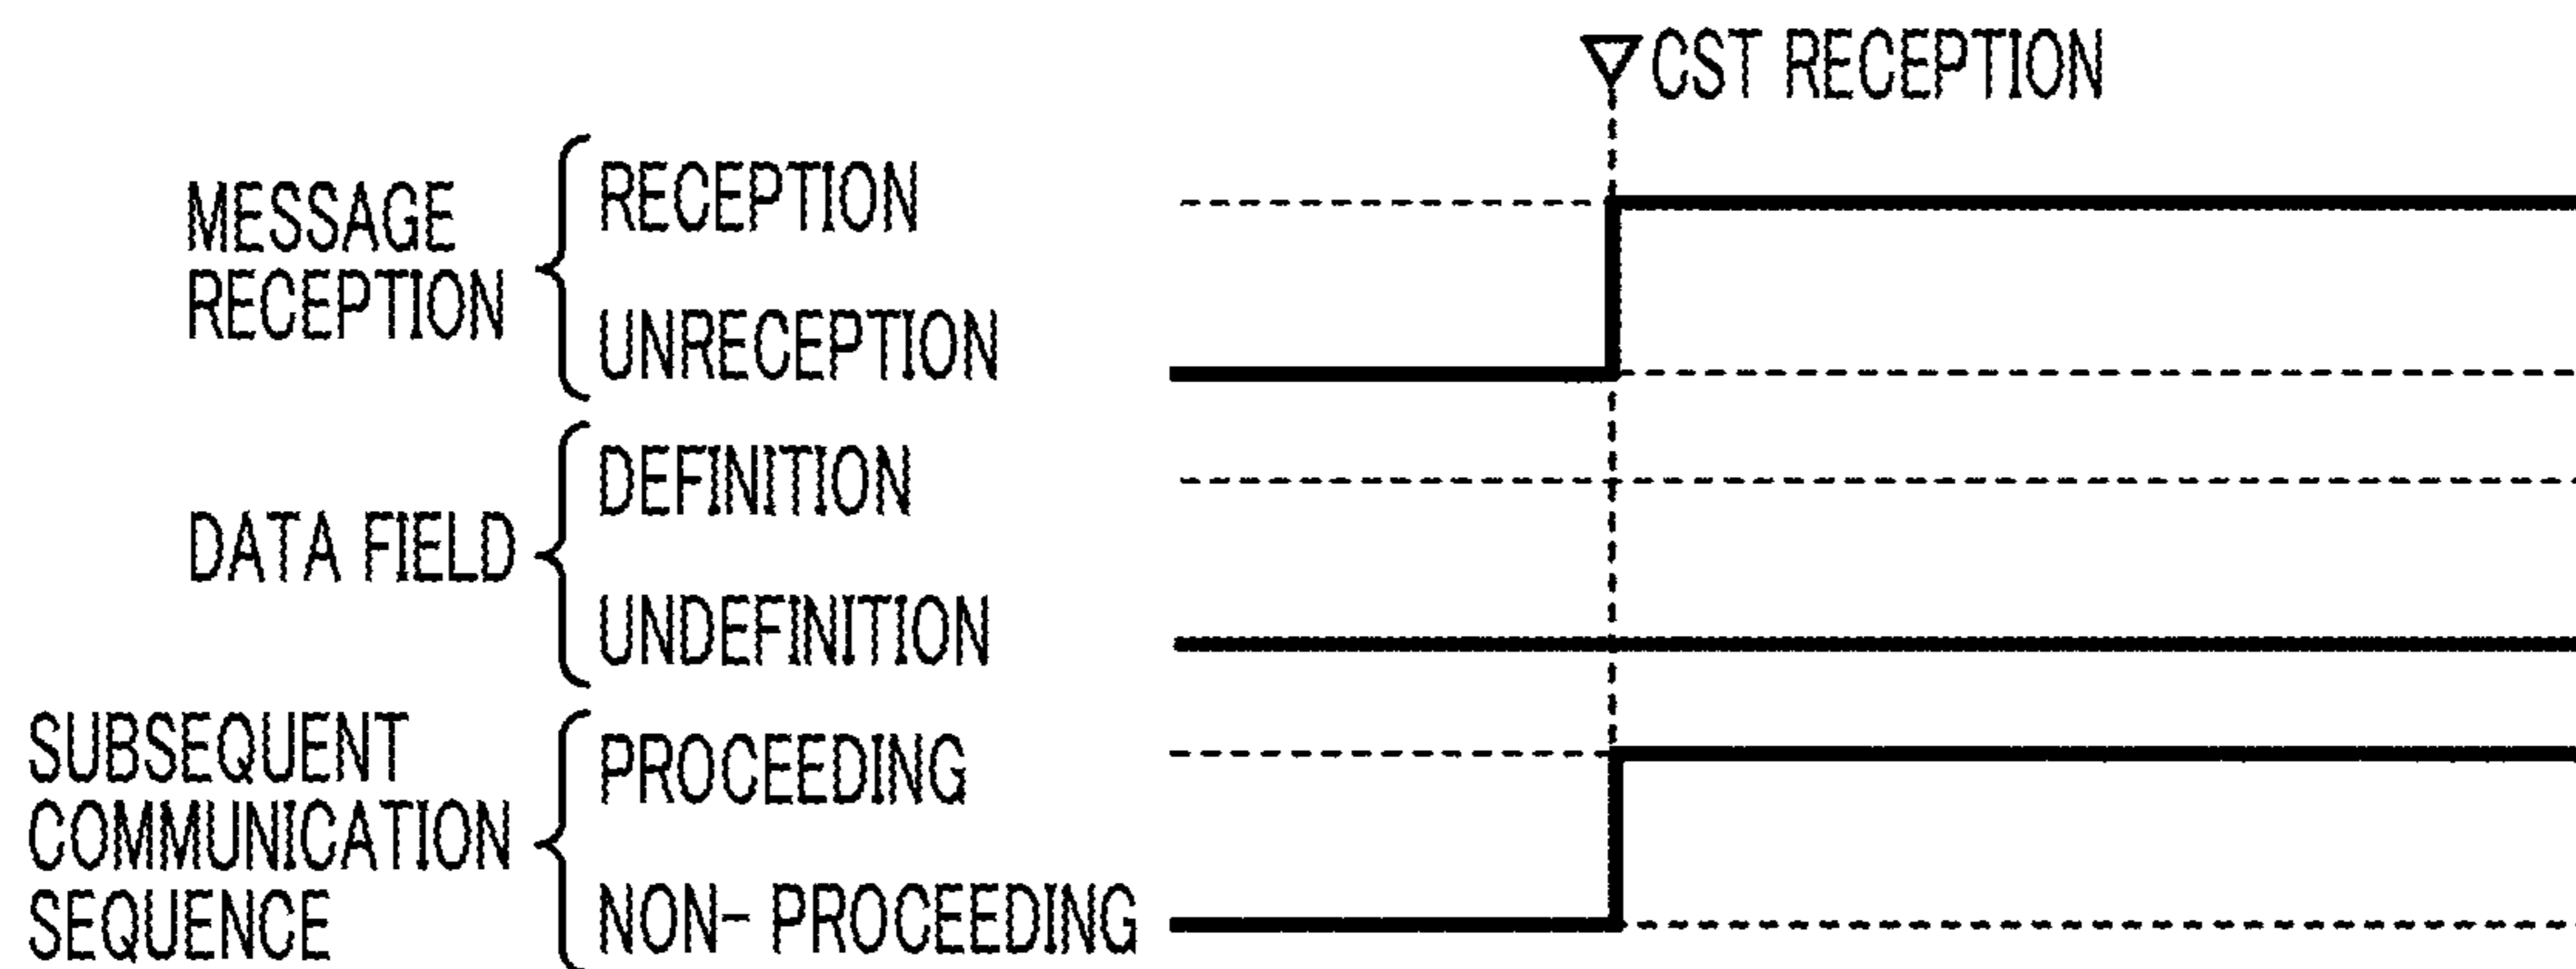 ▽CST RECEPTION
MESSAGE
RECEPTION
RECEPTION
UNRECEPTION
DATA FIELD
DEFINITION
UNDEFINITION
SUBSEQUENT
COMMUNICATION
SEQUENCE
PROCEEDING
NON- PROCEEDING